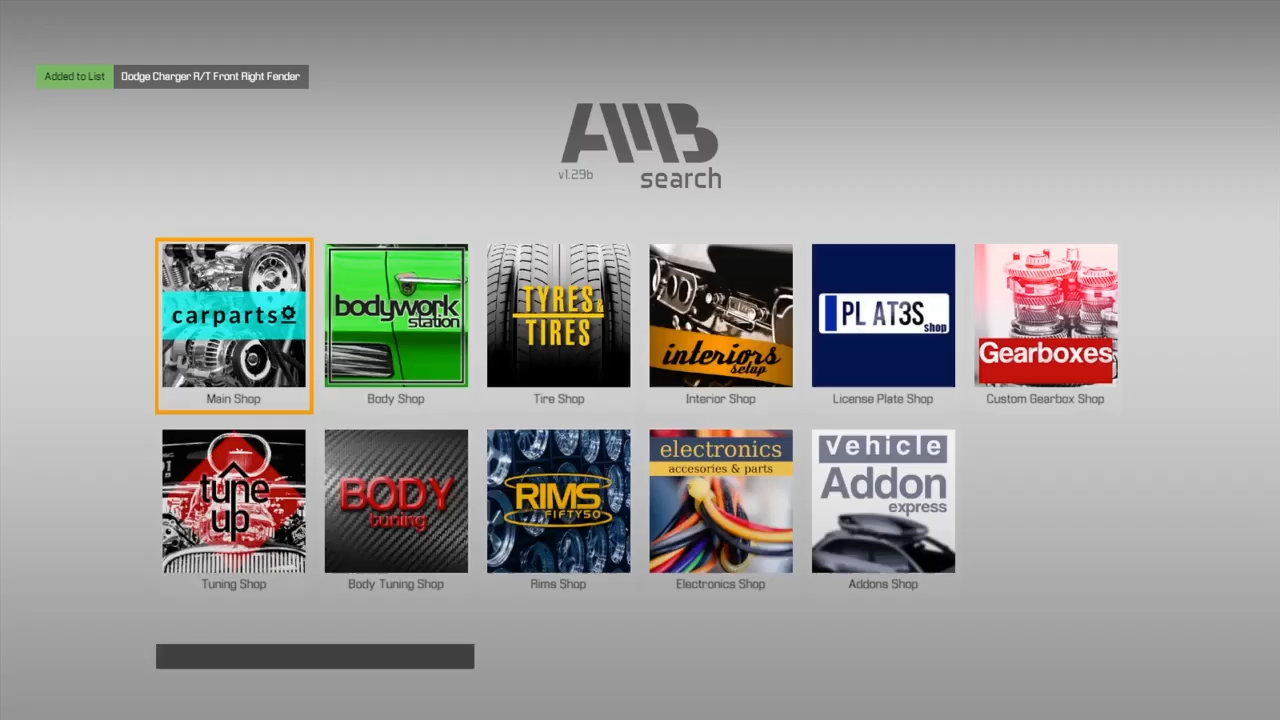 Added to List Dodge Charger R/T Front Right Fender
AMB
v1.29b search
carparts
bodywork
station
TYRES&
TIRES
interiors
setup
PL AT3S
shop
Gearboxes
Main Shop
Body Shop
Tire Shop
Interior Shop
License Plate Shop
Custom Gearbox Shop
tune
up
BODY
tuning
RIMS
FIFTY50
electronics
accesories & parts
vehicle
Addon
express
Tuning Shop
Body Tuning Shop
Rims Shop
Electronics Shop
Addons Shop